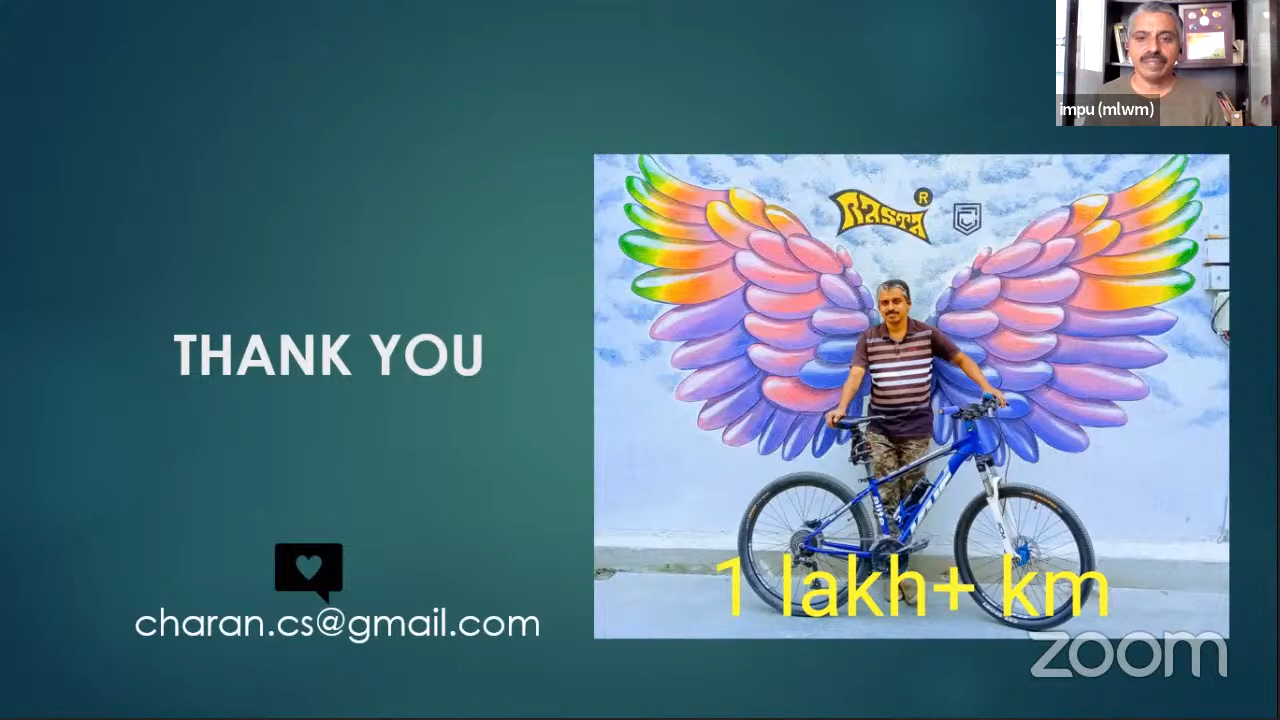 impu (mlwm)
RASTA
R
THANK YOU
1 lakh+ km
charan.cs@gmail.com
zoom